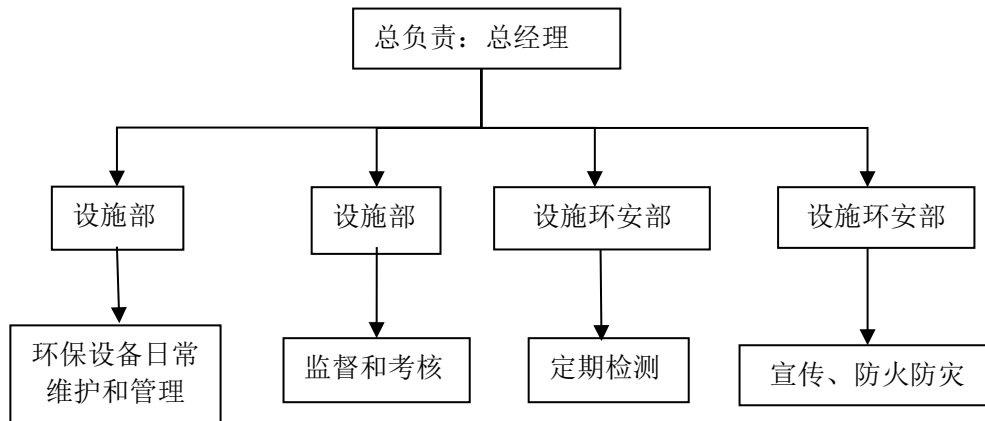 总负责：总经理
设施部
设施部
设施环安部
设施环安部
环保设备日常
维护和管理
监督和考核
定期检测
宣传、防火防灾